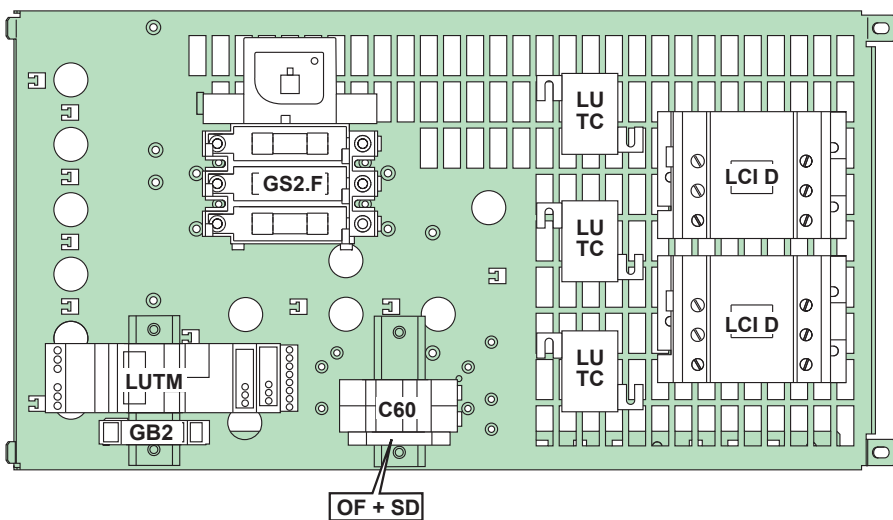 LU
TC
LCI D
GS2.F
LU
TC
LU
TC
LCI D
LUTM
C60
GB2
OF + SD